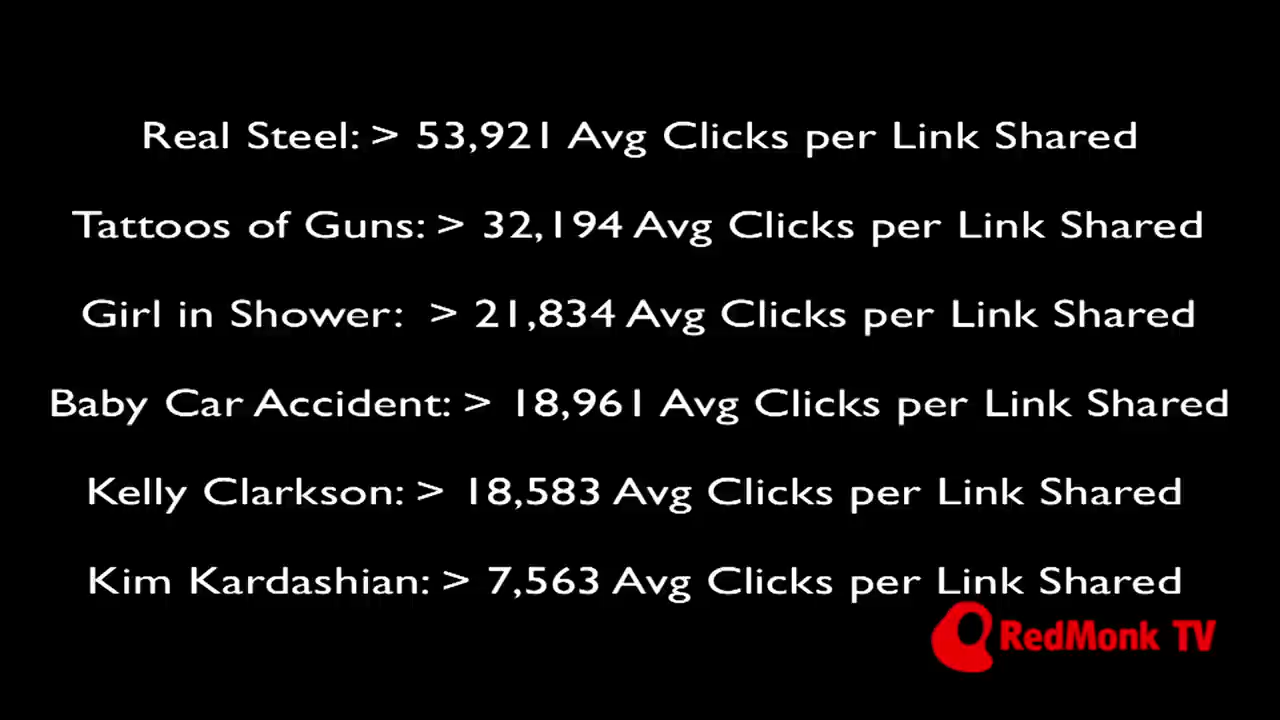 Real Steel: > 53,921 Avg Clicks per Link Shared
Tattoos of Guns: > 32,194 Avg Clicks per Link Shared
Girl in Shower:  > 21,834 Avg Clicks per Link Shared
Baby Car Accident: > 18,961 Avg Clicks per Link Shared
Kelly Clarkson: > 18,583 Avg Clicks per Link Shared
Kim Kardashian: > 7,563 Avg Clicks per Link Shared
RedMonk TV